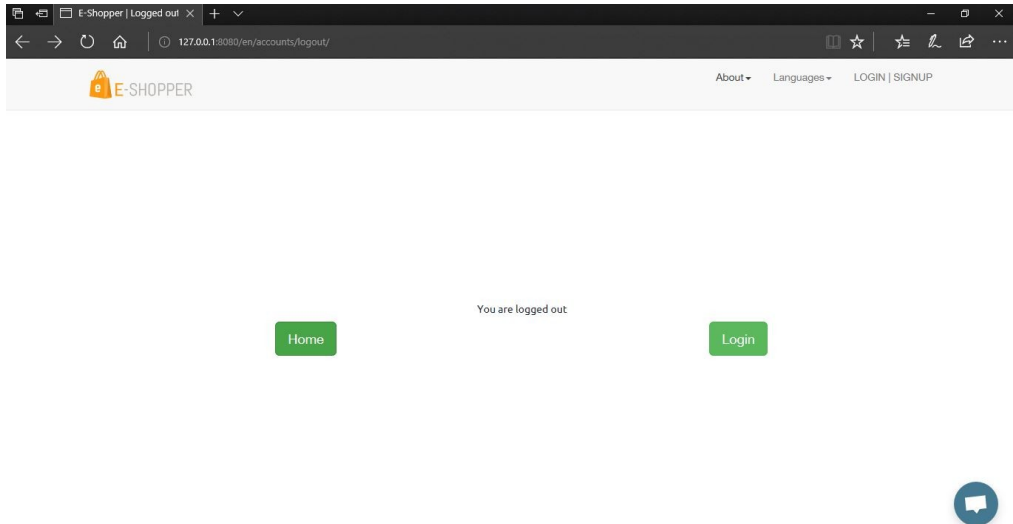 E-Shopper | Logged out
127.0.0.1:8080/en/accounts/logout/
e E-SHOPPER
About
Languages
LOGIN | SIGNUP
You are logged out
Home
Login